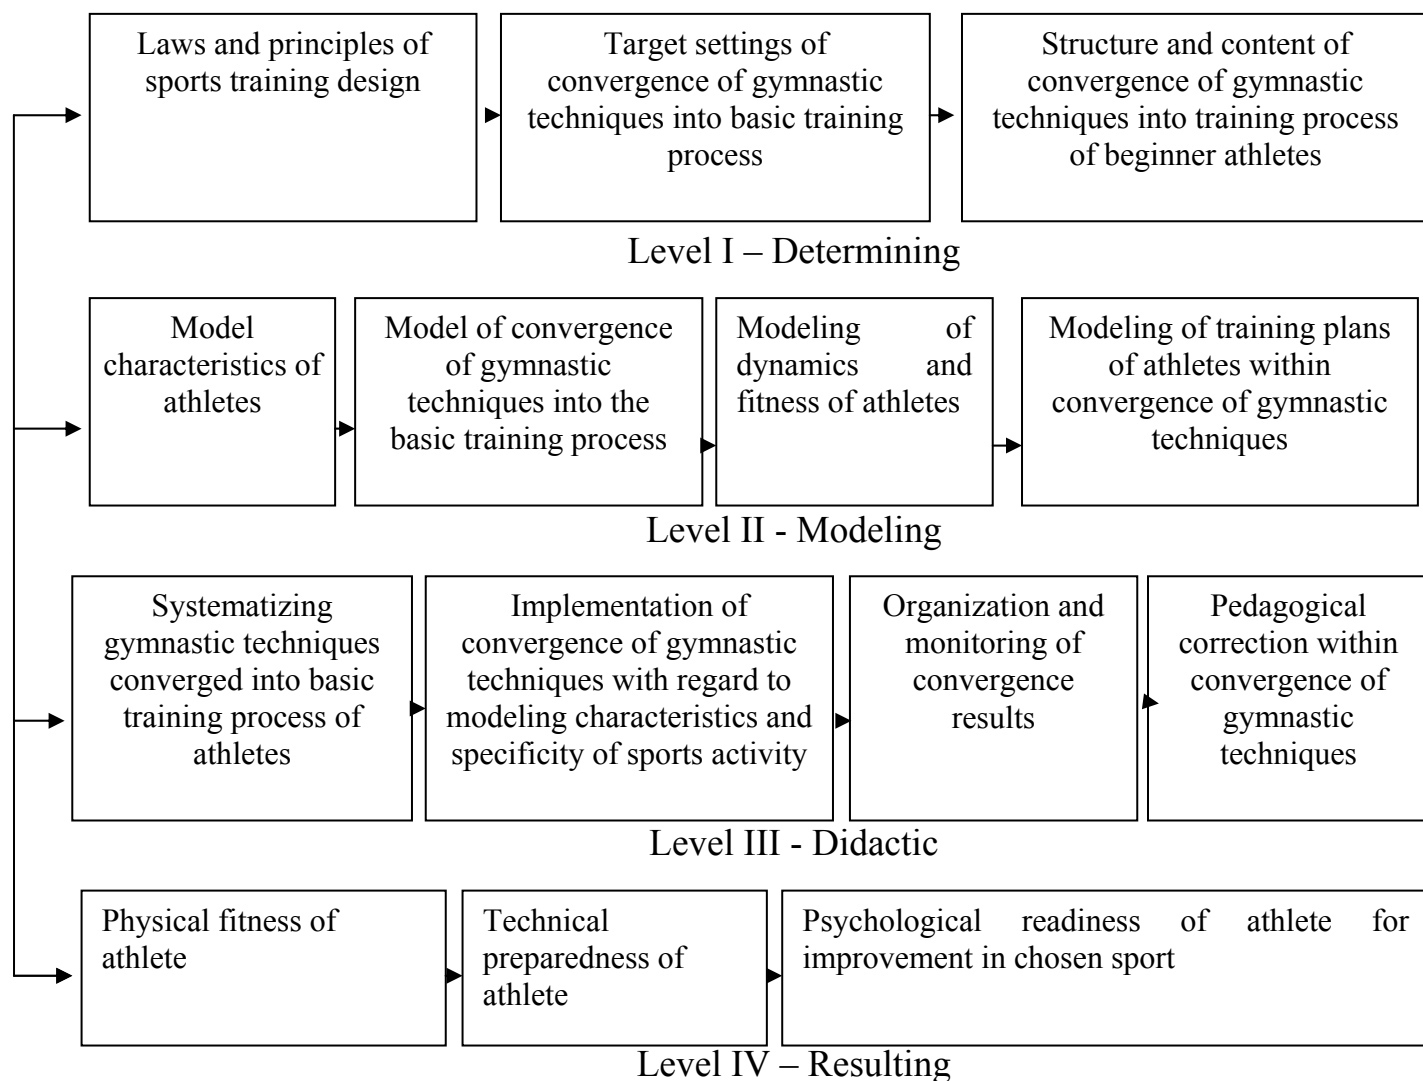 Laws and principles of
sports training design
Target settings of
convergence of gymnastic
techniques into basic training
process
Structure and content of
convergence of gymnastic
techniques into training process
of beginner athletes
Level I – Determining
Model
characteristics of
athletes
Model of convergence
of gymnastic
techniques into the
basic training process
Modeling of
dynamics and
fitness of athletes
Modeling of training plans
of athletes within
convergence of gymnastic
techniques
Level II - Modeling
Systematizing
gymnastic techniques
converged into basic
training process of
athletes
Implementation of
convergence of gymnastic
techniques with regard to
modeling characteristics and
specificity of sports activity
Organization and
monitoring of
convergence
results
Pedagogical
correction within
convergence of
gymnastic
techniques
Level III - Didactic
Physical fitness of
athlete
Technical
preparedness of
athlete
Psychological readiness of athlete for
improvement in chosen sport
Level IV – Resulting